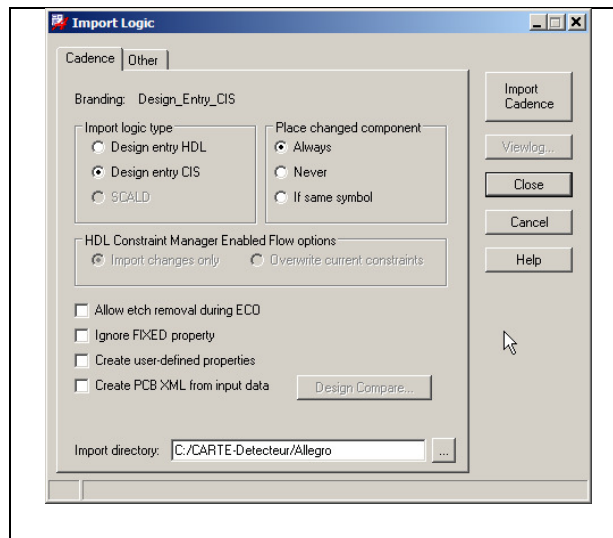 Import Logic
Cadence Other
Branding: Design_Entry_CIS
Import logic type
Design entry HDL
Design entry CIS
SCALD
Place changed component
Always
Never
If same symbol
HDL Constraint Manager Enabled Flow options
Import changes only Overwrite current constraints
Allow etch removal during ECO
Ignore FIXED property
Create user-defined properties
Create PCB XML from input data Design Compare...
Import directory: C:/CARTE-Detecteur/Allegro ...
Import
Cadence
Viewlog...
Close
Cancel
Help